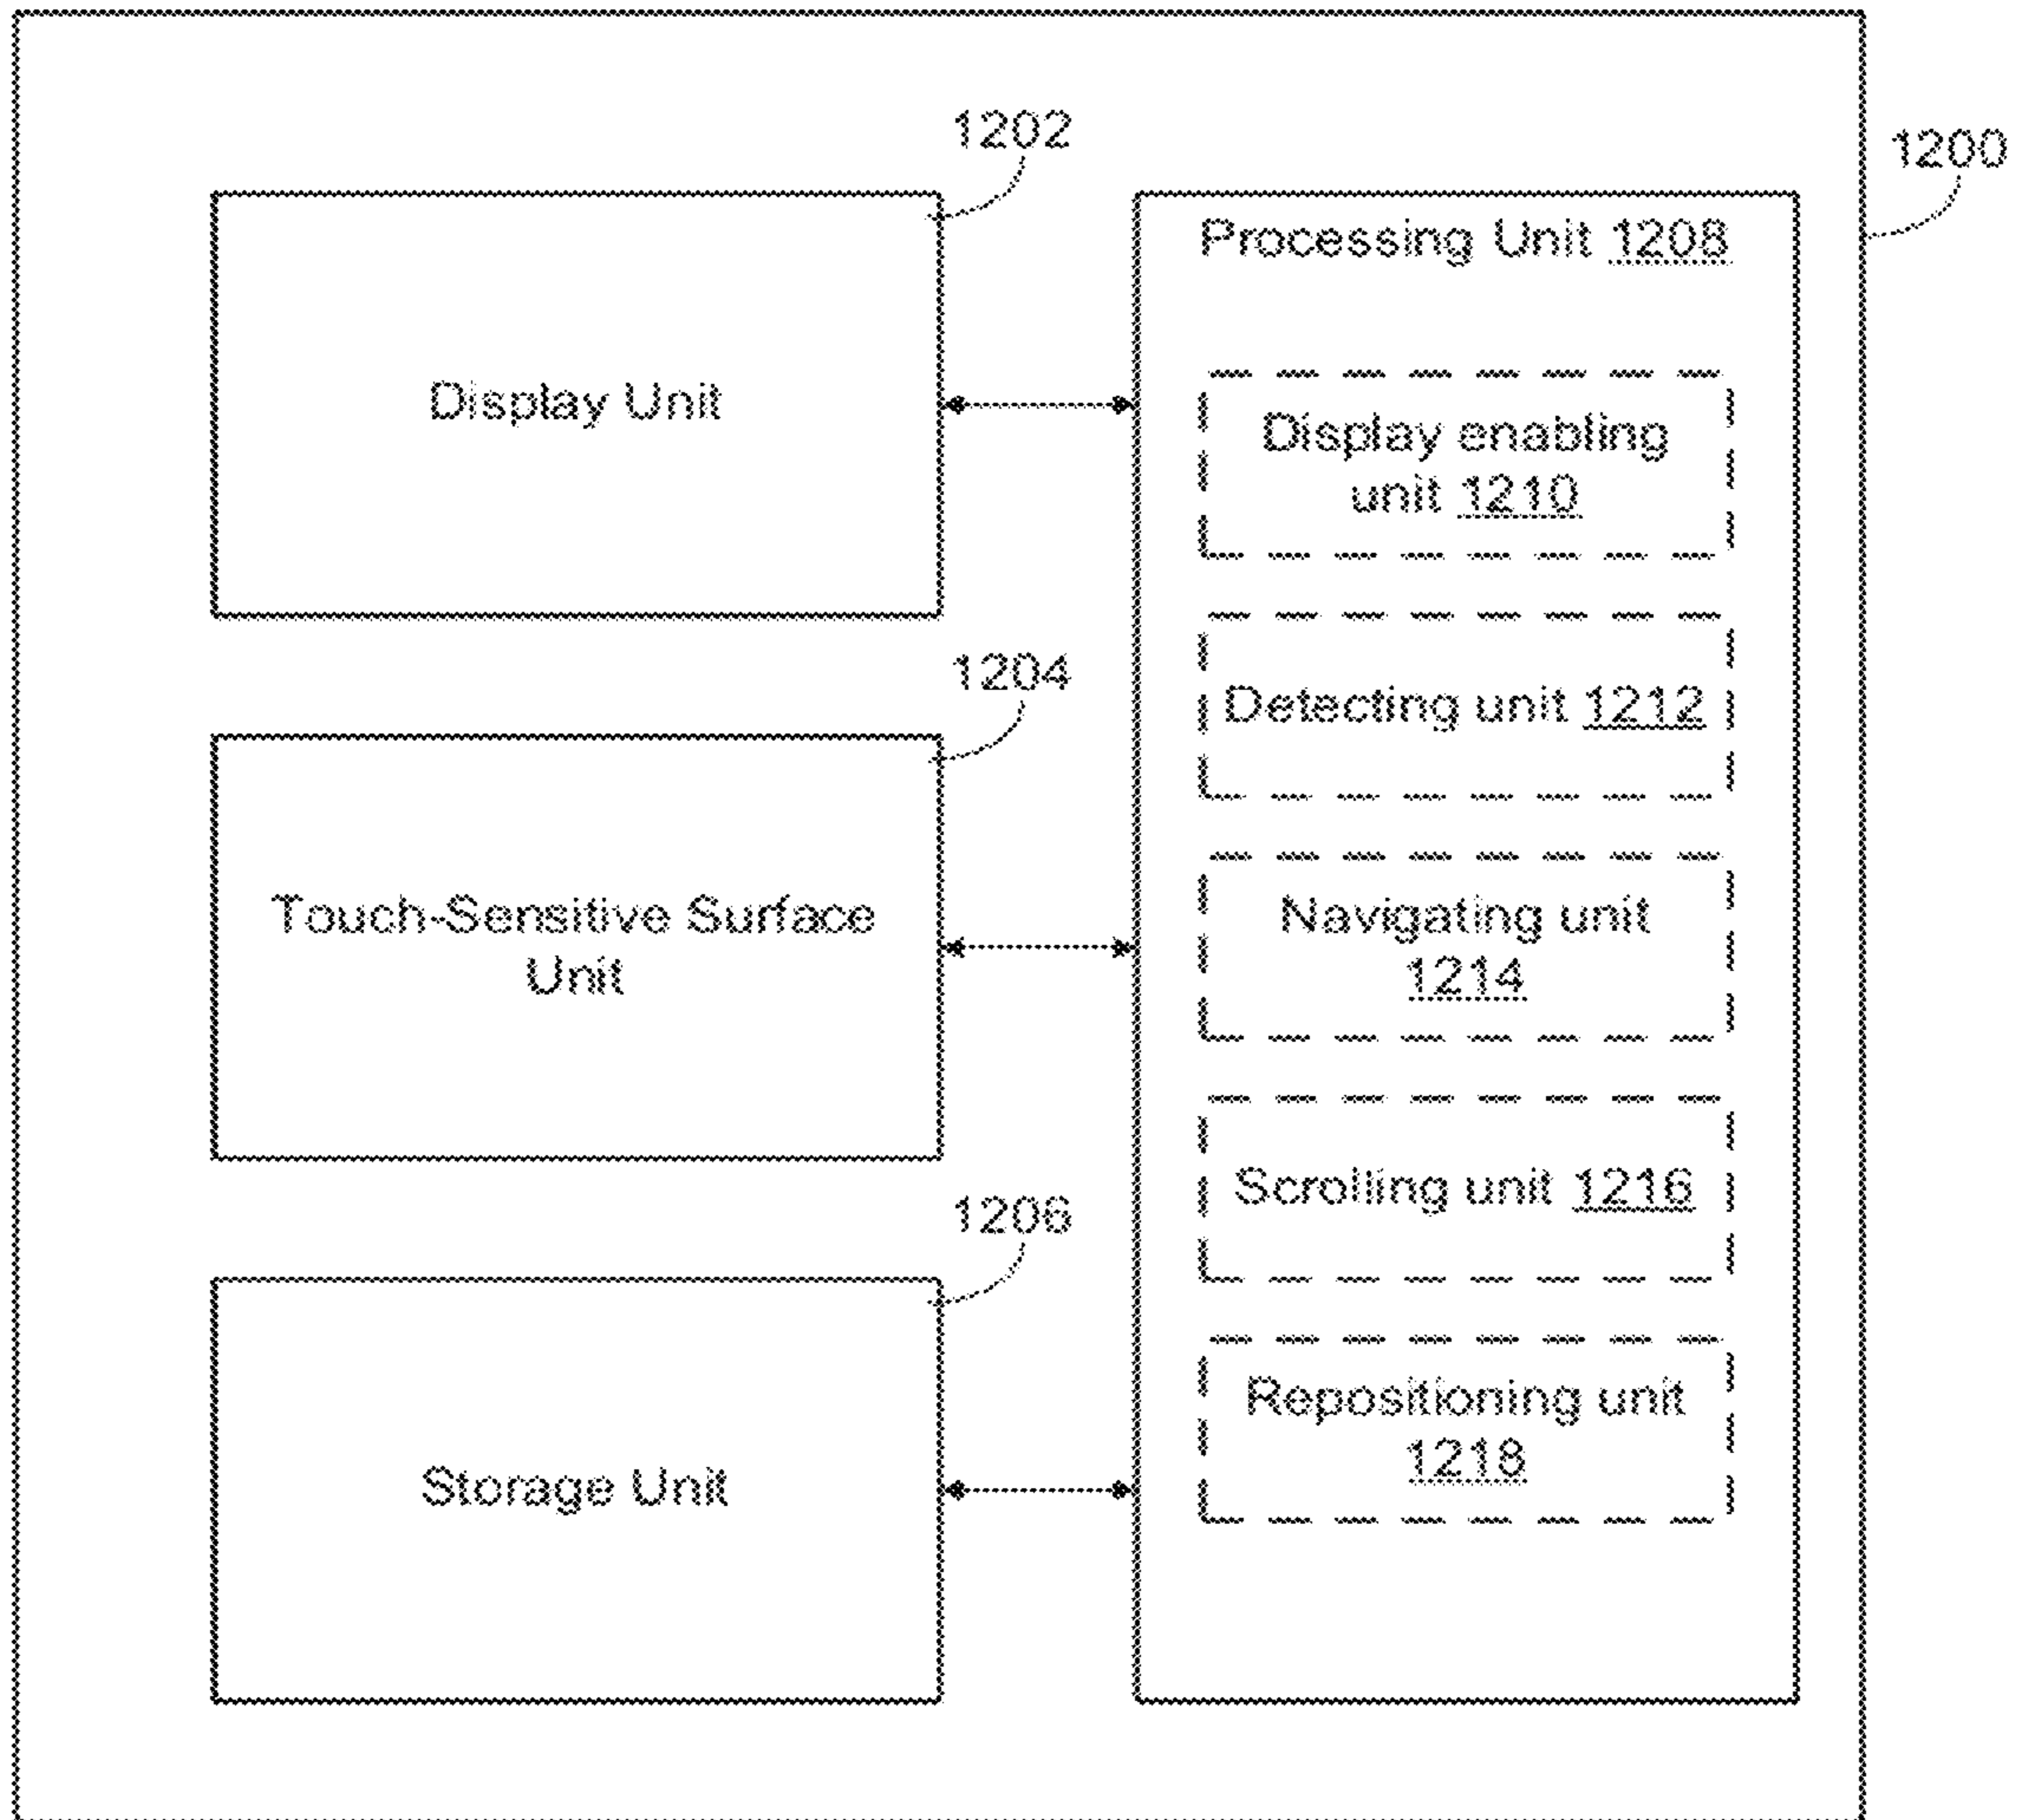 1202
1200
Display Unit
1204
Touch-Sensitive Surface
Unit
1206
Storage Unit
Processing Unit 1208
Display enabling
unit 1210
Detecting unit 1212
Navigating unit
1214
Scrolling unit 1216
Repositioning unit
1218